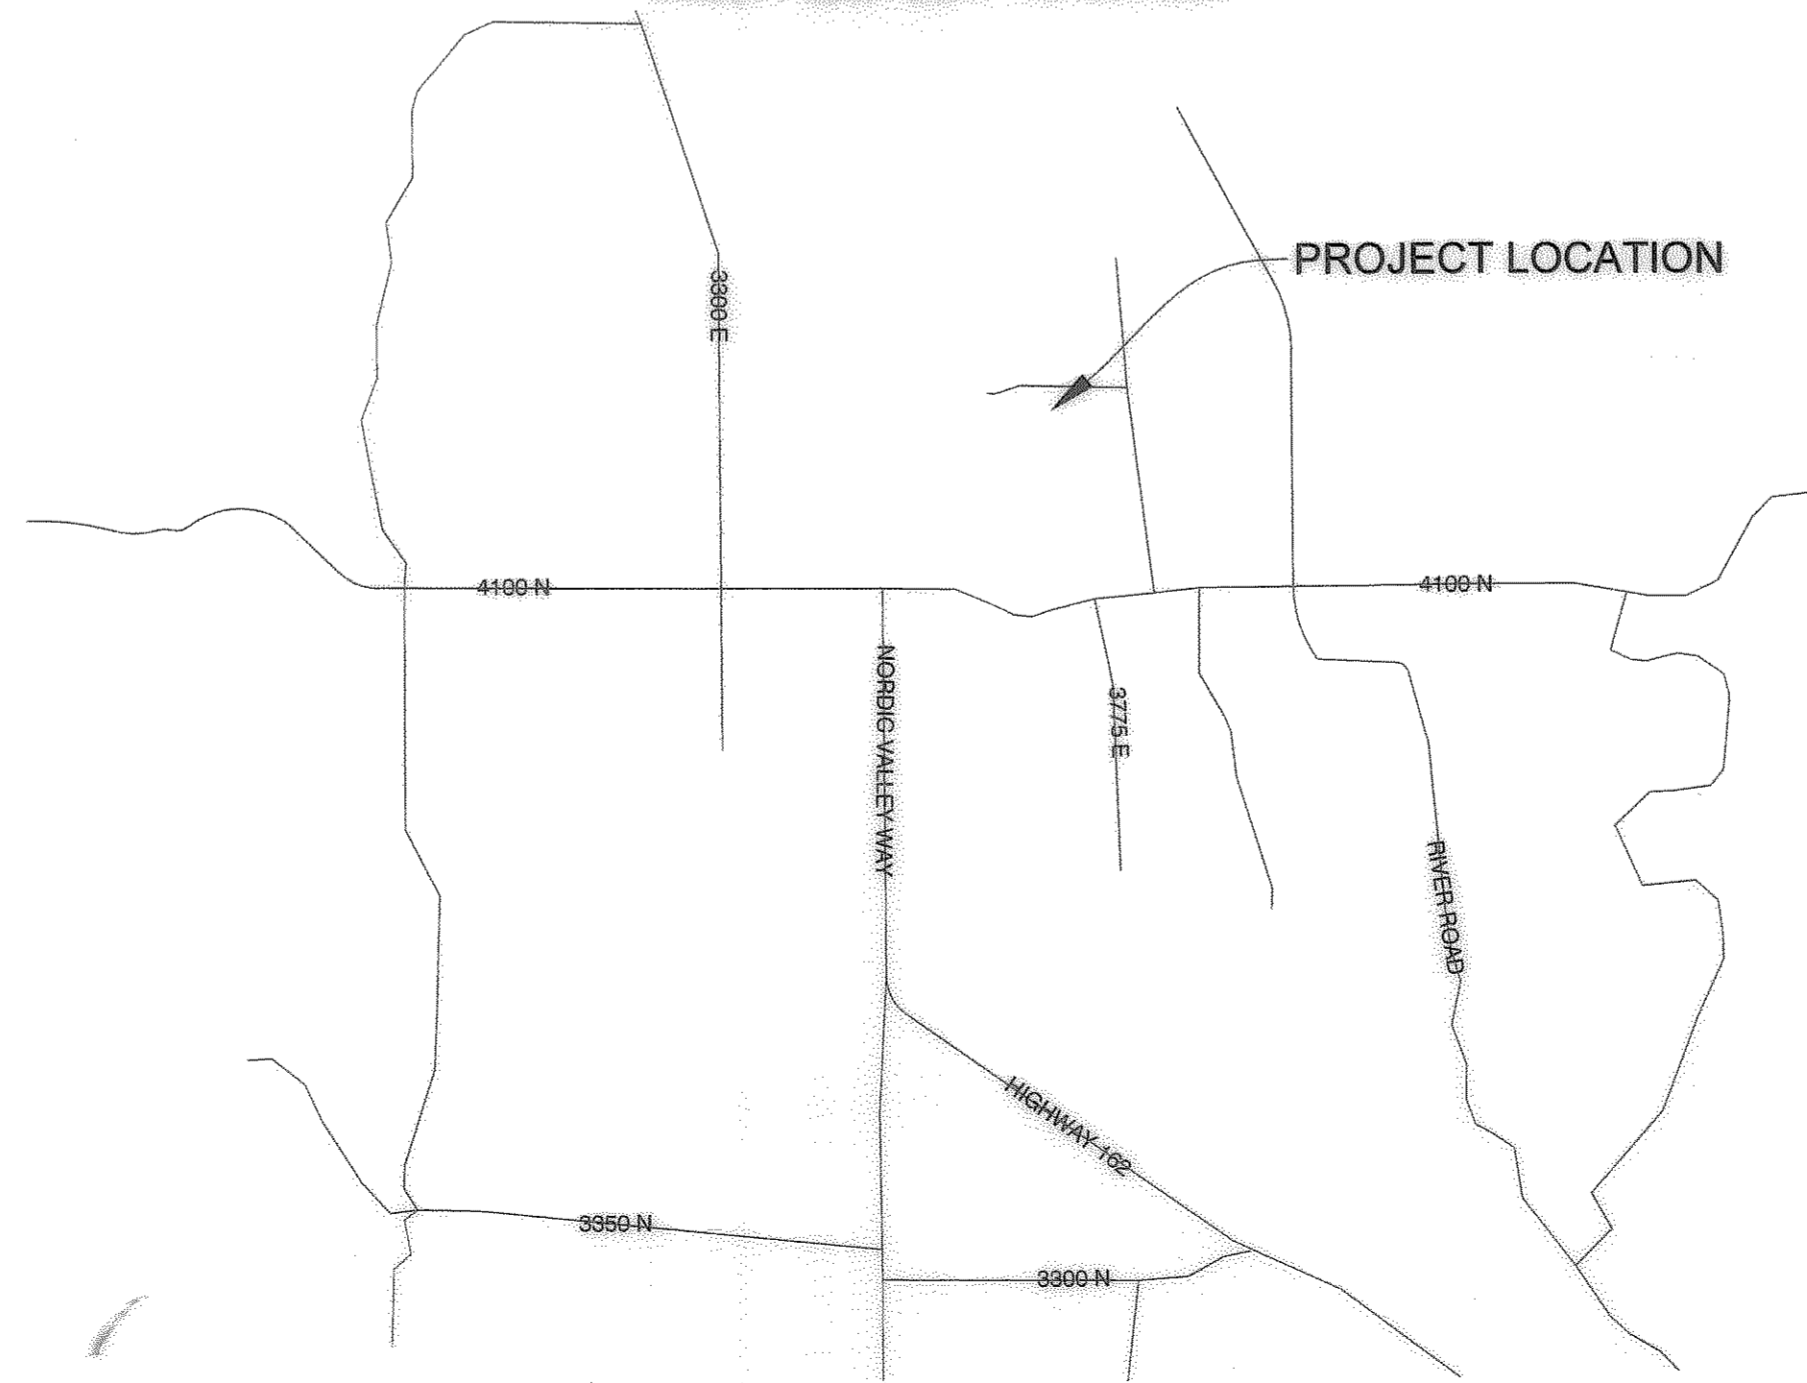 PROJECT LOCATION
3300 E
4100 N
4100 N
NORDIC VALLEY WAY
3775 E
RIVER ROAD
HIGHWAY 162
3350 N
3300 N